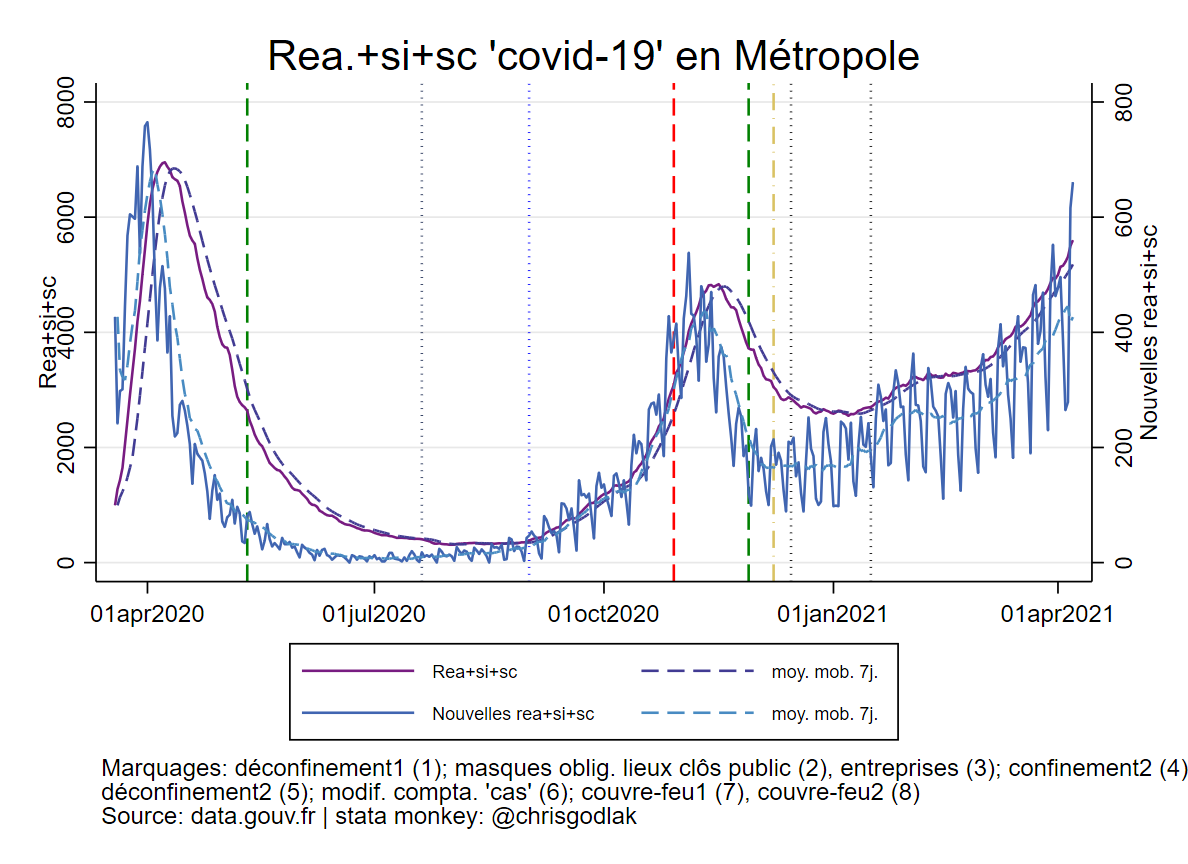 Rea.+si+sc 'covid-19' en Métropole
Rea+si+sc
8000
6000
4000
2000
0
Nouvelles rea+si+sc
800
600
400
200
0
01apr2020 01jul2020 01oct2020 01jan2021 01apr2021
Rea+si+sc moy. mob. 7j.
Nouvelles rea+si+sc moy. mob. 7j.
Marquages: déconfinement1 (1); masques oblig. lieux clôs public (2), entreprises (3); confinement2 (4)
déconfinement2 (5); modif. compta. 'cas' (6); couvre-feu1 (7), couvre-feu2 (8)
Source: data.gouv.fr | stata monkey: @chrisgodlak